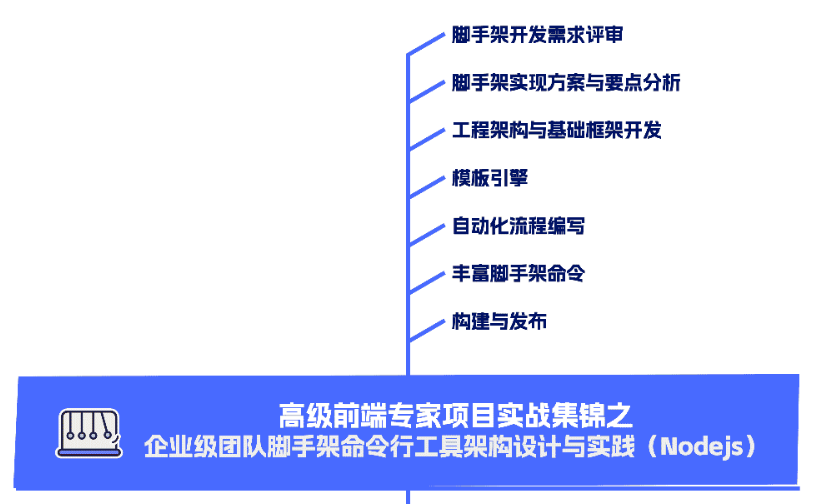 脚手架开发需求评审
脚手架实现方案与要点分析
工程架构与基础框架开发
模板引擎
自动化流程编写
丰富脚手架命令
构建与发布
高级前端专家项目实战集锦之
企业级团队脚手架命令行工具架构设计与实践（Nodejs）